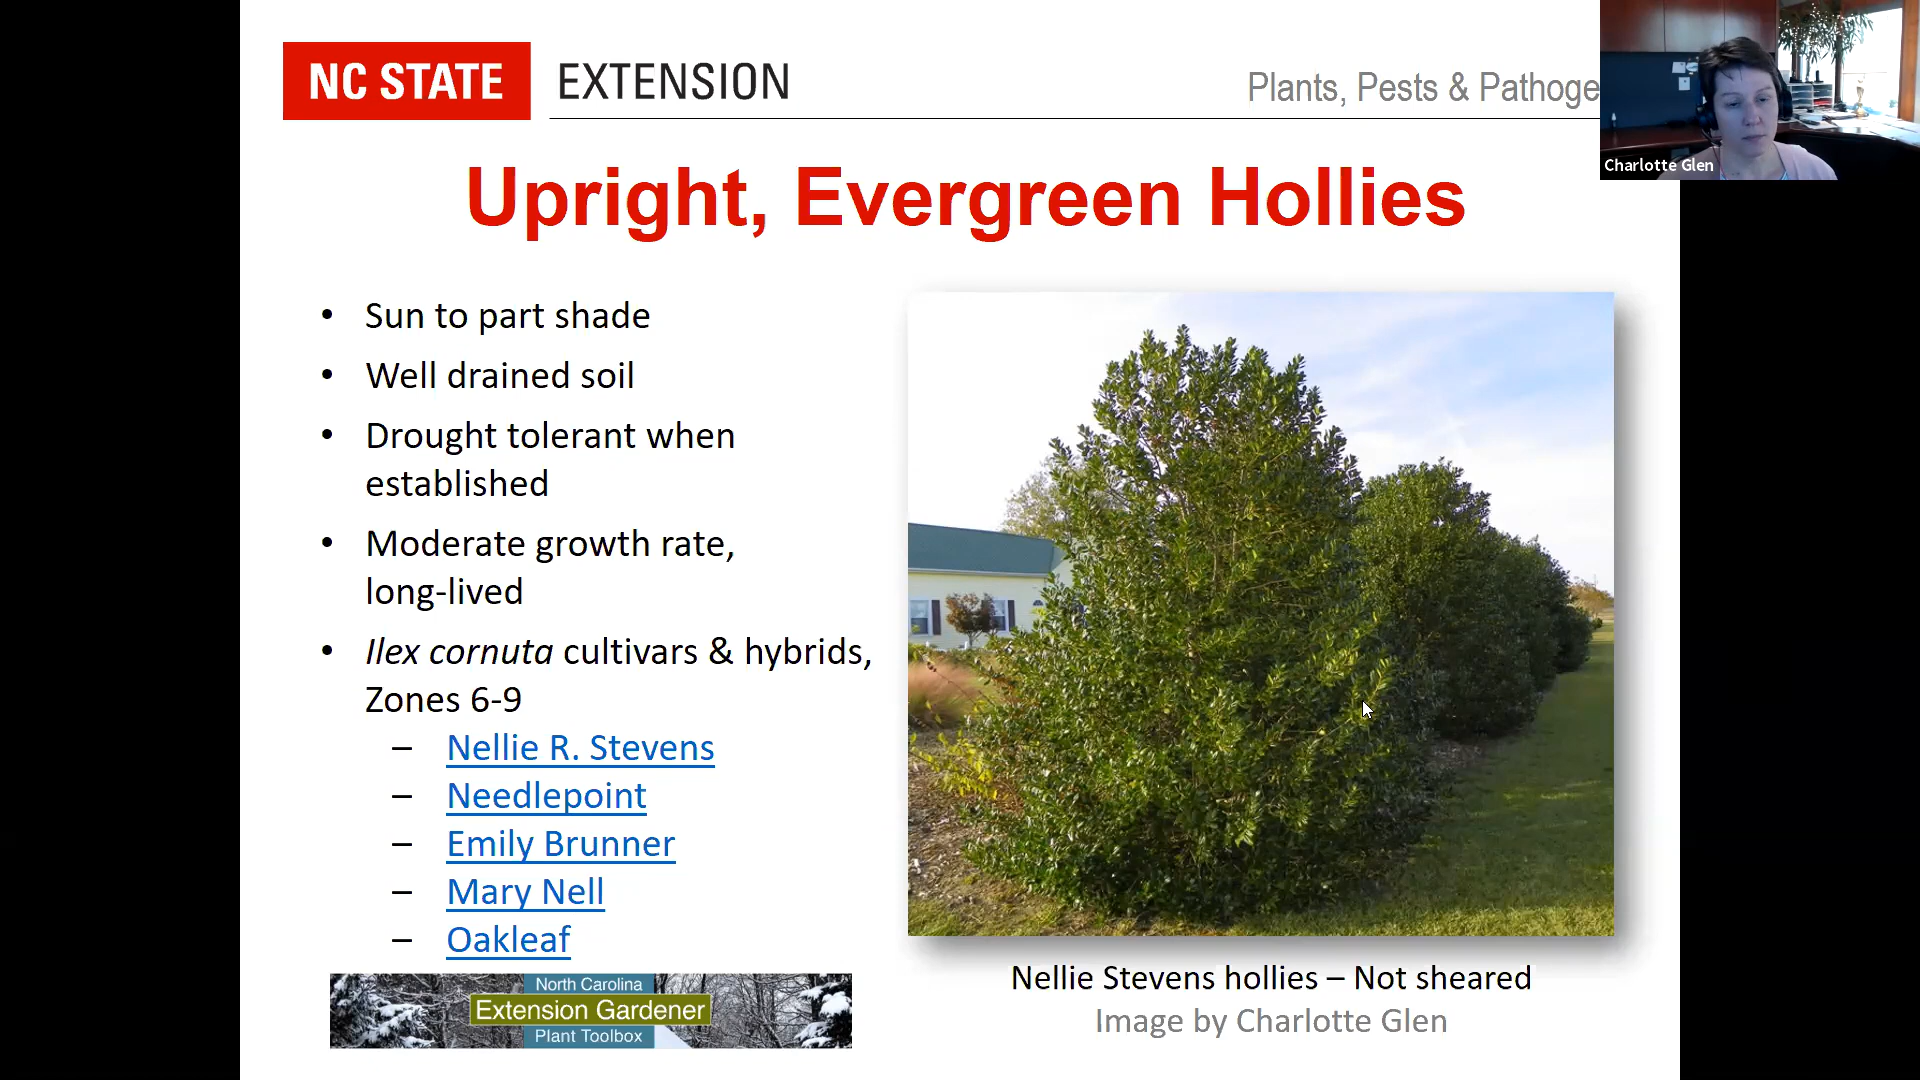 NC STATE EXTENSION
Plants, Pests & Pathoge
Charlotte Glen
Upright, Evergreen Hollies
• Sun to part shade
• Well drained soil
• Drought tolerant when
established
• Moderate growth rate,
long-lived
• Ilex cornuta cultivars & hybrids,
Zones 6-9
– Nellie R. Stevens
– Needlepoint
– Emily Brunner
– Mary Nell
– Oakleaf
North Carolina
Extension Gardener
Plant Toolbox
Nellie Stevens hollies – Not sheared
Image by Charlotte Glen